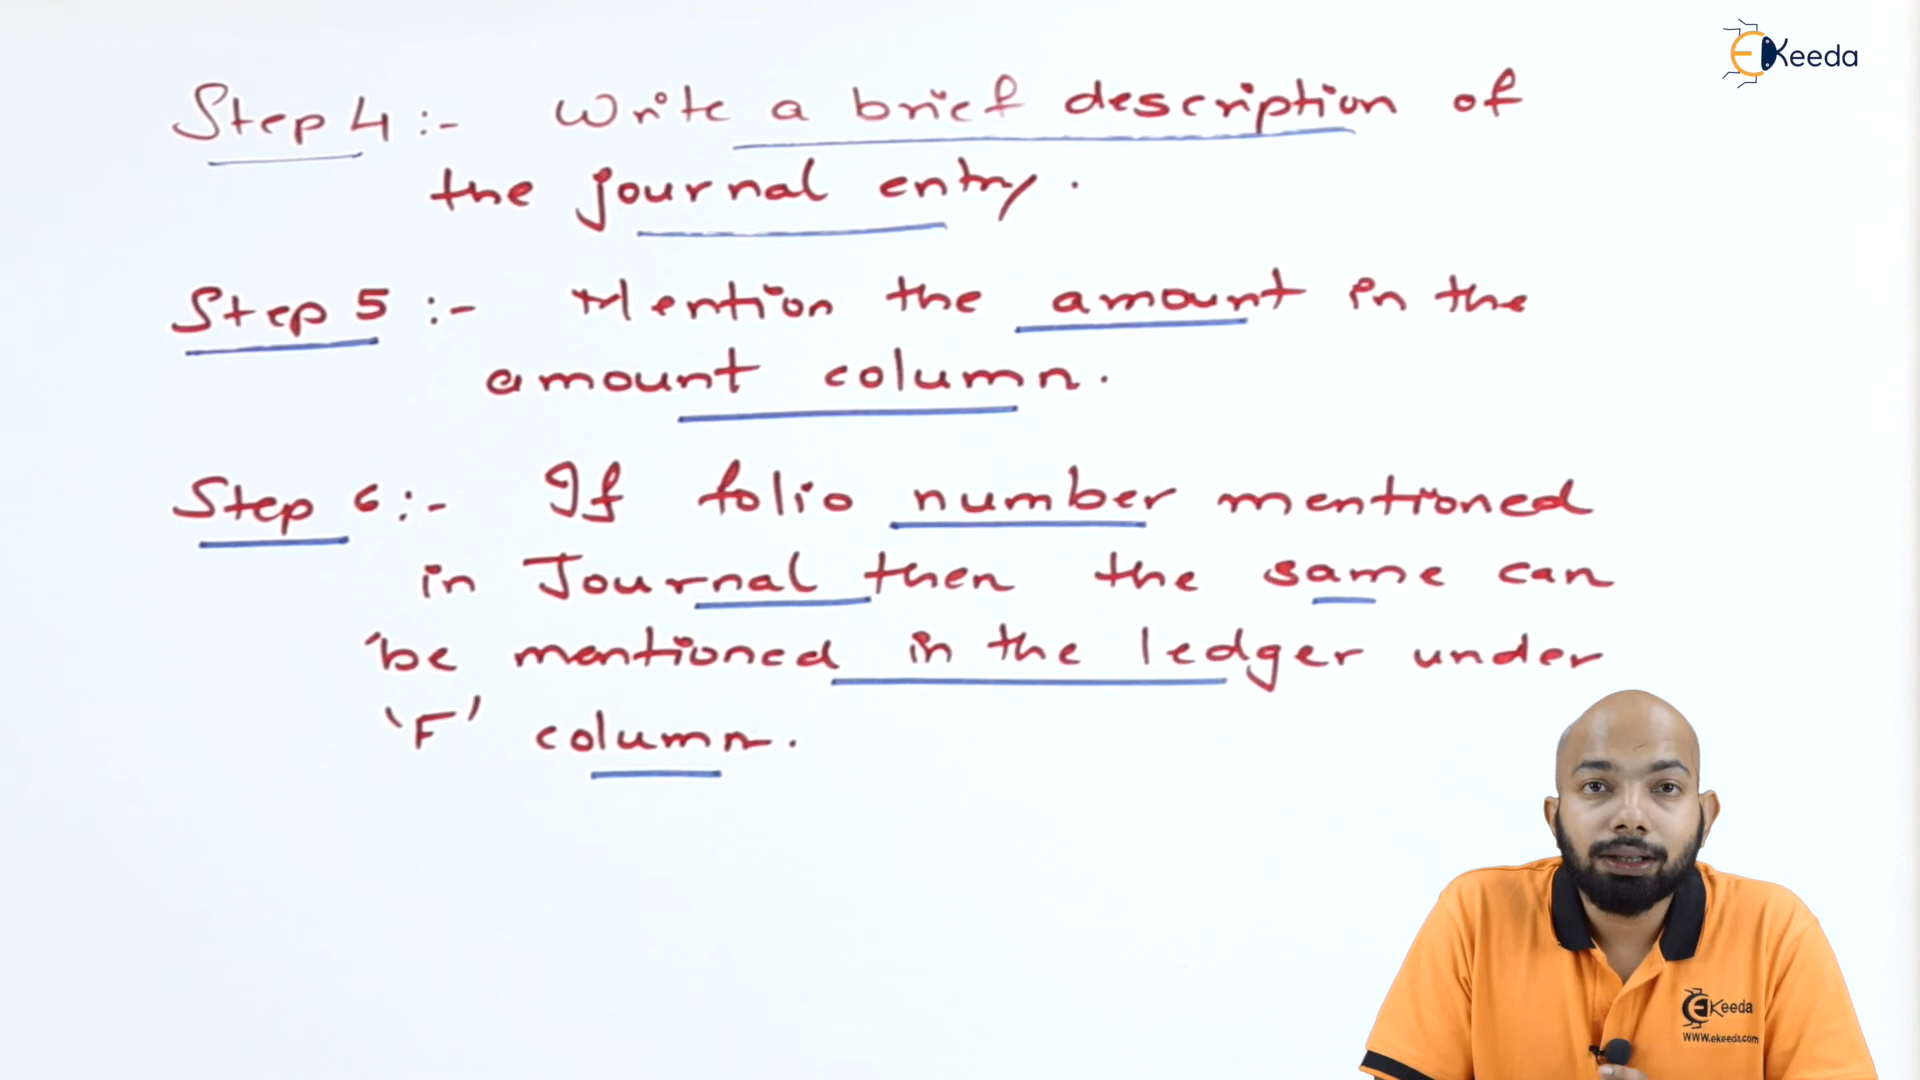 EKeeda
Step 4 :- Write a brief description of
the journal entry.
Step 5 :- Mention the amount in the
amount column.
Step 6 :- If folio number mentioned
in Journal then the same can
be mentioned in the ledger under
'F' column.
EKeeda
www.ekeeda.com